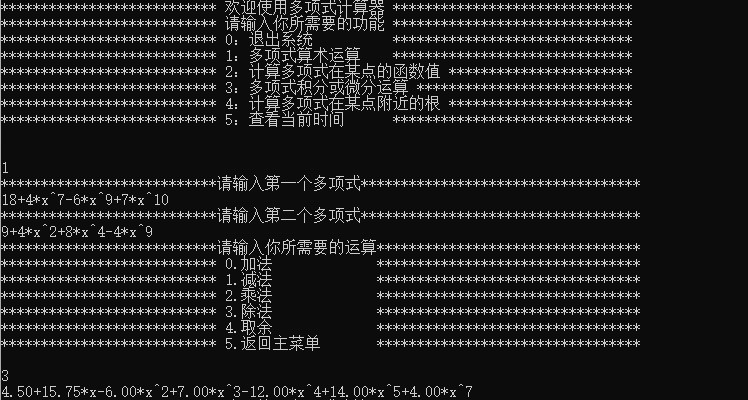 *************************** 欢迎使用多项式计算器 ******************************
*************************** 请输入你所需要的功能 ******************************
*************************** 0：退出系统          ******************************
*************************** 1：多项式算术运算    ******************************
*************************** 2：计算多项式在某点的函数值 ***********************
*************************** 3：多项式积分或微分运算 ***************************
*************************** 4：计算多项式在某点附近的根 ***********************
*************************** 5：查看当前时间      ******************************
1
***************************请输入第一个多项式***********************************
18+4*x^7-6*x^9+7*x^10
***************************请输入第二个多项式***********************************
9+4*x^2+8*x^4-4*x^9
***************************请输入你所需要的运算*********************************
*************************** 0.加法             *********************************
*************************** 1.减法             *********************************
*************************** 2.乘法             *********************************
*************************** 3.除法             *********************************
*************************** 4.取余             *********************************
*************************** 5.返回主菜单       *********************************
3
4.50+15.75*x-6.00*x^2+7.00*x^3-12.00*x^4+14.00*x^5+4.00*x^7